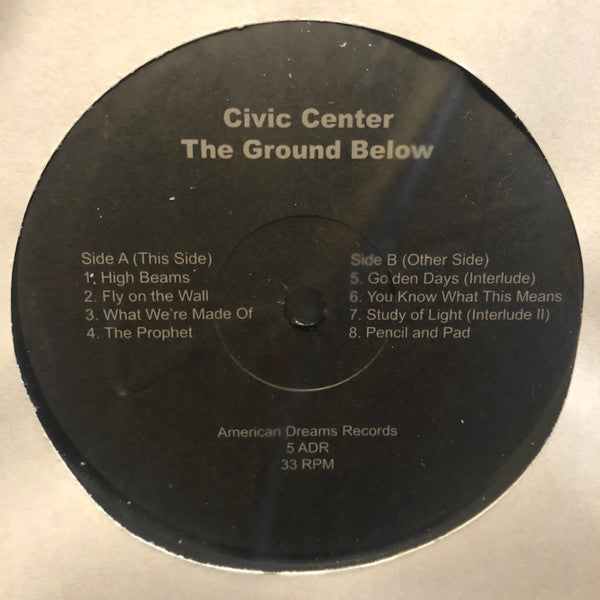 Civic Center
The Ground Below
Side A (This Side)
1. High Beams
2. Fly on the Wall
3. What We're Made Of
4. The Prophet
Side B (Other Side)
5. Golden Days (Interlude)
6. You Know What This Means
7. Study of Light (Interlude II)
8. Pencil and Pad
American Dreams Records
5 ADR
33 RPM